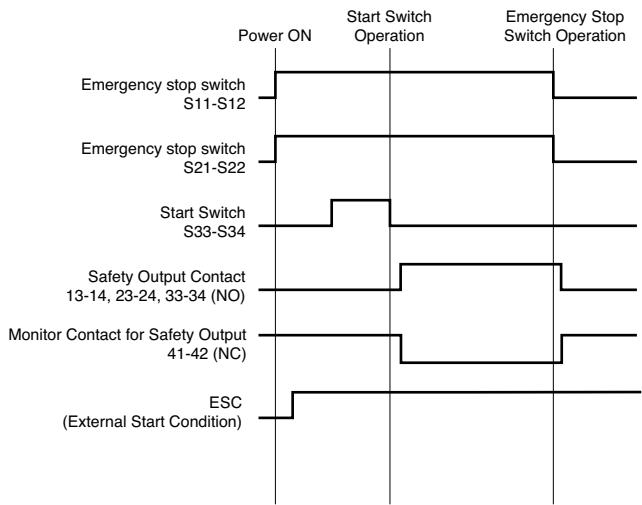 Power ON
Start Switch
Operation
Emergency Stop
Switch Operation
Emergency stop switch
S11-S12
Emergency stop switch
S21-S22
Start Switch
S33-S34
Safety Output Contact
13-14, 23-24, 33-34 (NO)
Monitor Contact for Safety Output
41-42 (NC)
ESC
(External Start Condition)